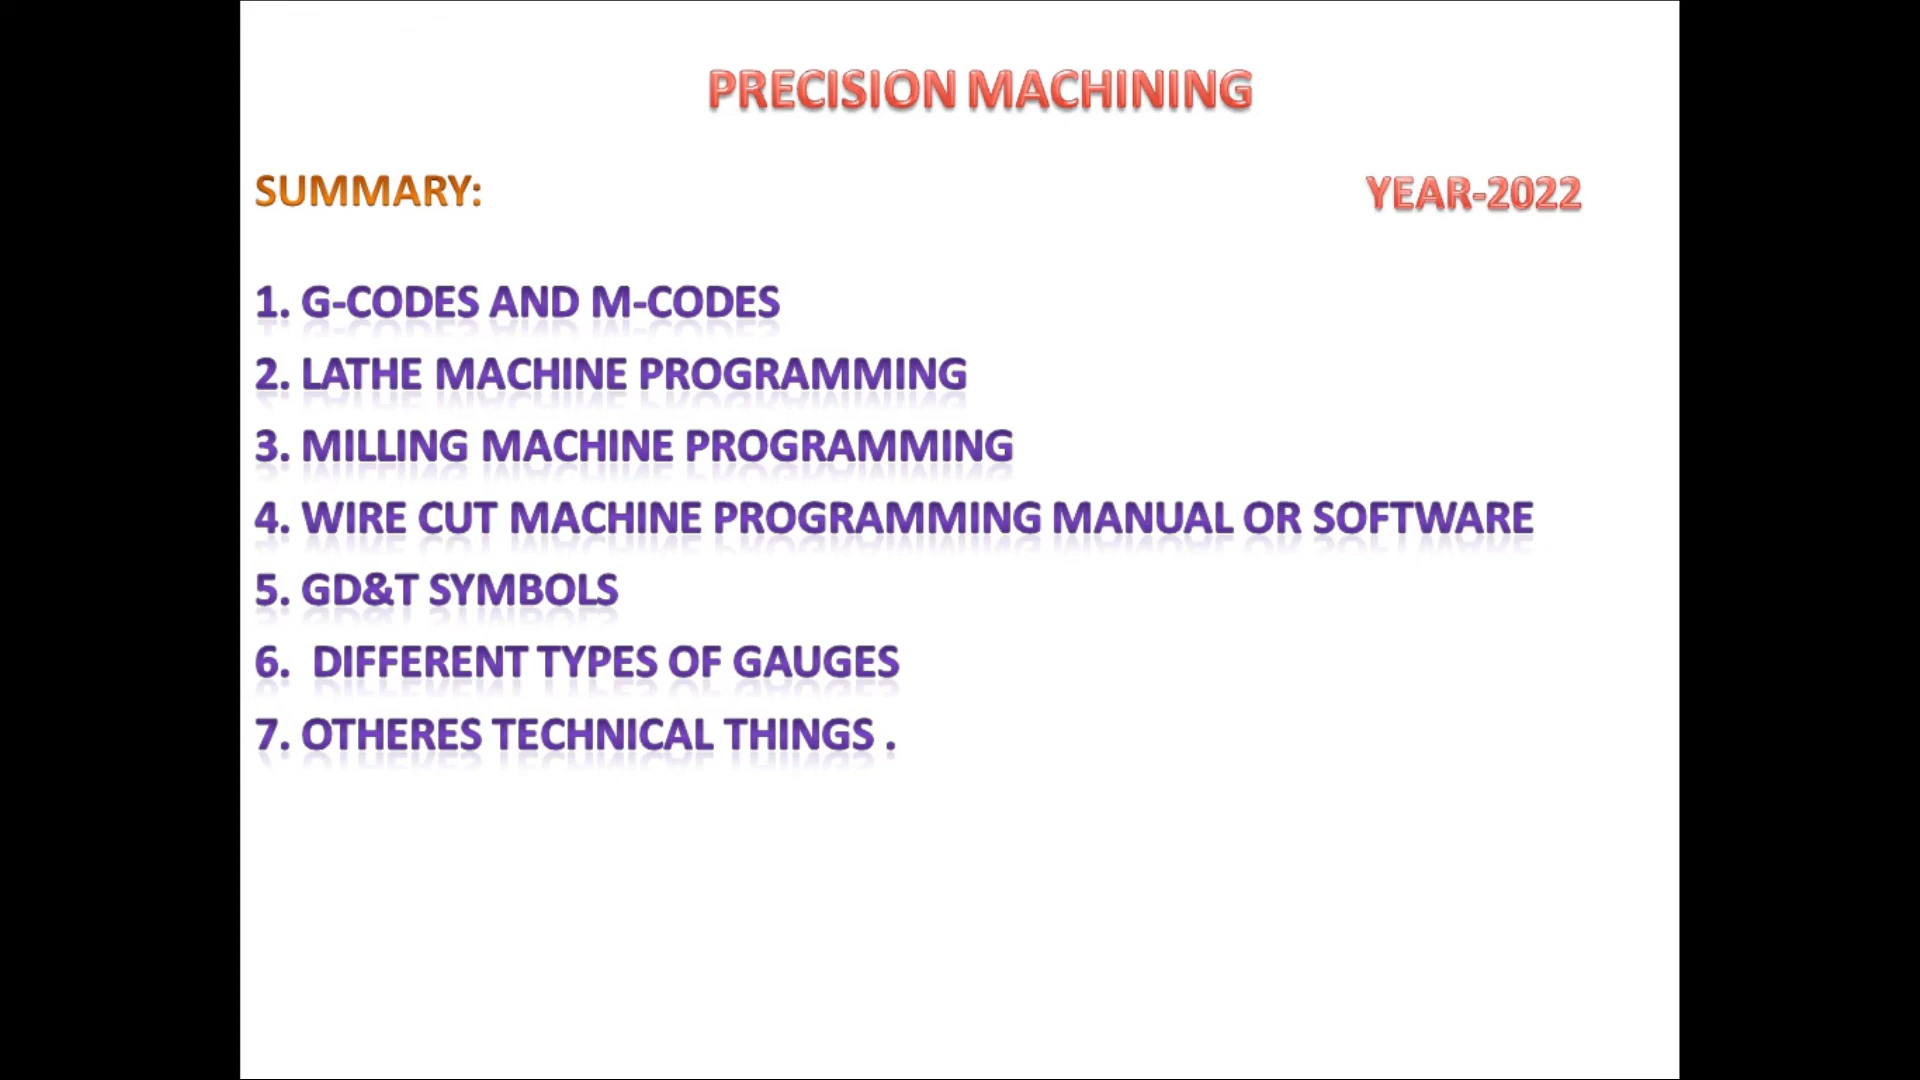 PRECISION MACHINING
SUMMARY: YEAR-2022
1. G-CODES AND M-CODES
2. LATHE MACHINE PROGRAMMING
3. MILLING MACHINE PROGRAMMING
4. WIRE CUT MACHINE PROGRAMMING MANUAL OR SOFTWARE
5. GD&T SYMBOLS
6. DIFFERENT TYPES OF GAUGES
7. OTHERES TECHNICAL THINGS .